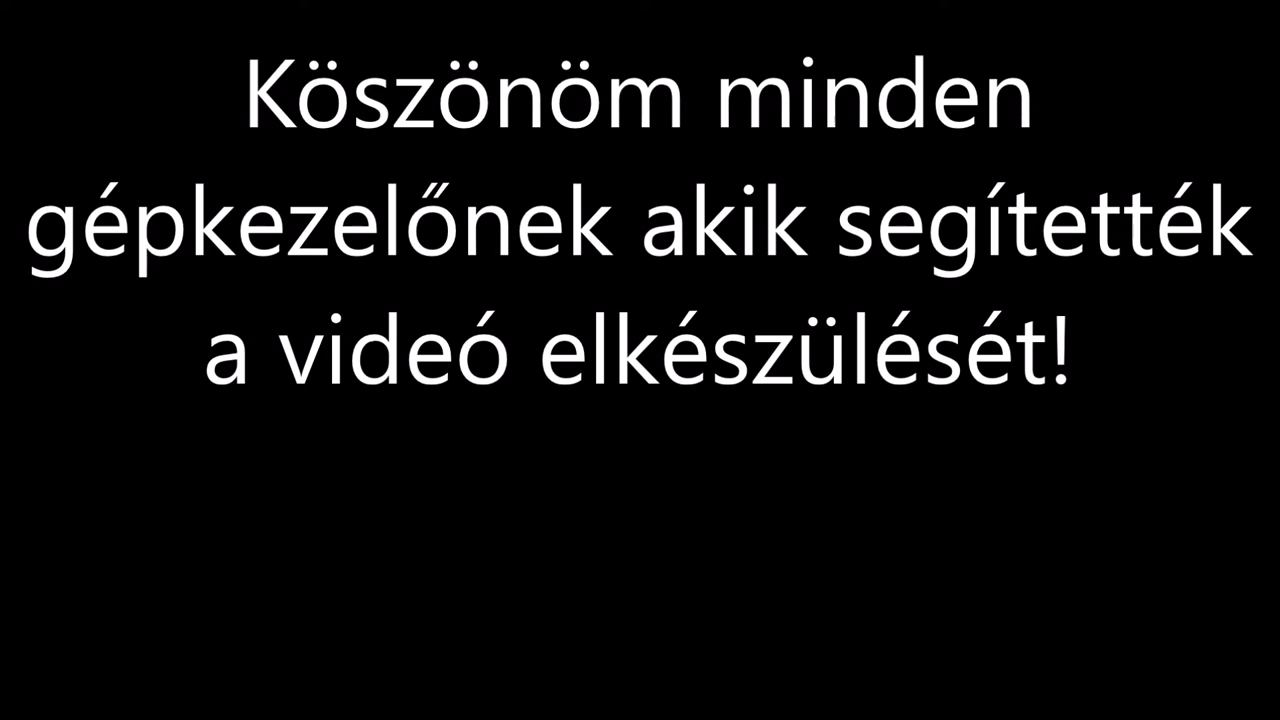 Köszönöm minden
gépkezelőnek akik segítették
a videó elkészülését!